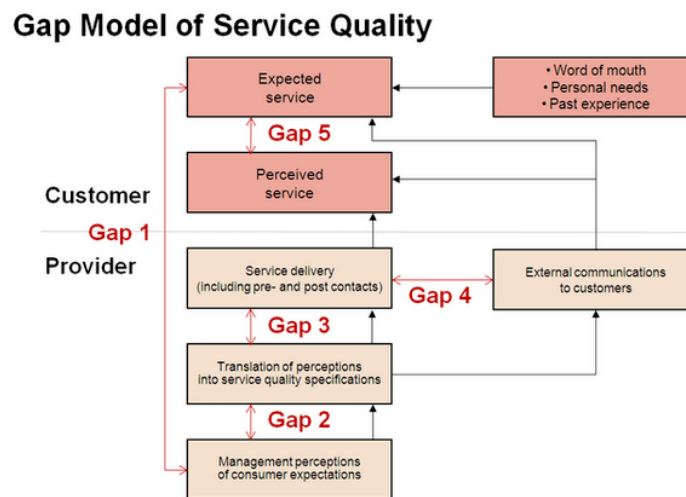 Gap Model of Service Quality
Expected
service
• Word of mouth
• Personal needs
• Past experience
Gap 5
Perceived
service
Customer
Gap 1
Provider
Service delivery
(including pre- and post contacts)
Gap 4
External communications
to customers
Gap 3
Translation of perceptions
into service quality specifications
Gap 2
Management perceptions
of consumer expectations